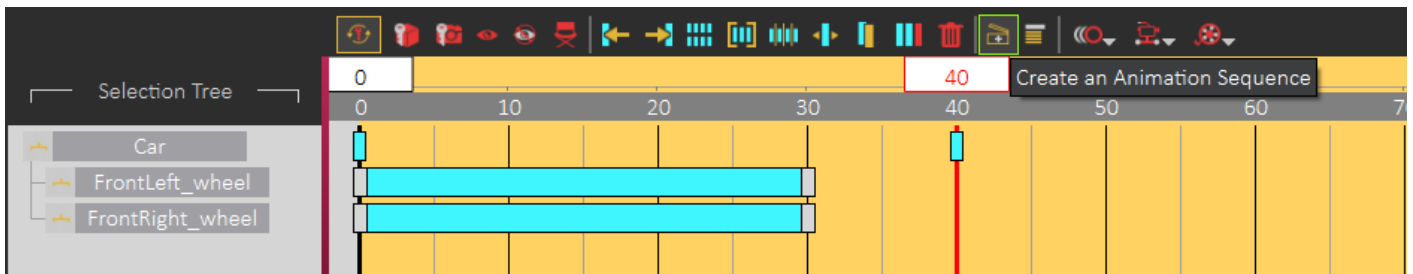 0
40
Create an Animation Sequence
Selection Tree
0 10 20 30 40 50 60
Car
FrontLeft_wheel
FrontRight_wheel